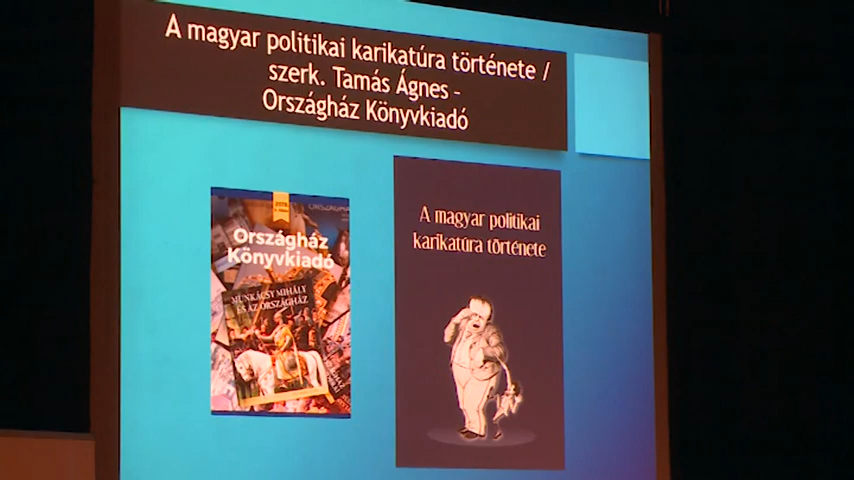 A magyar politikai karikatúra története /
szerk. Tamás Ágnes -
Országház Könyvkiadó
2018
Országház
Könyvkiadó
MUNKÁCSY MIHÁLY
ÉS AZ ORSZÁGHÁZ
A magyar politikai
karikatúra története